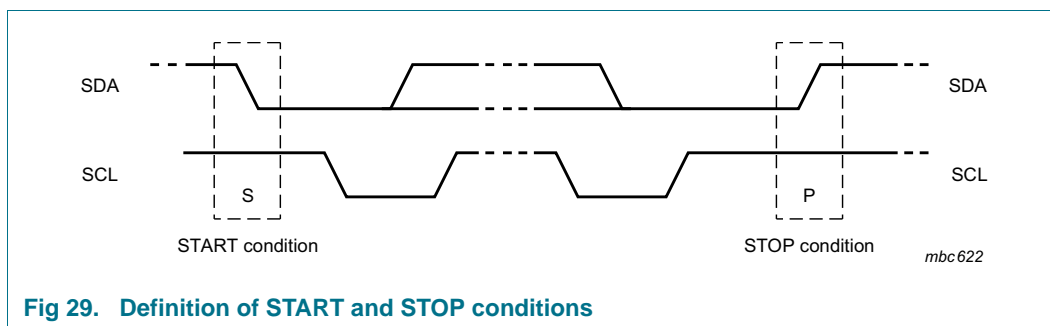 SDA
SDA
SCL
SCL
S
P
START condition
STOP condition
mbc622
Fig 29. Definition of START and STOP conditions